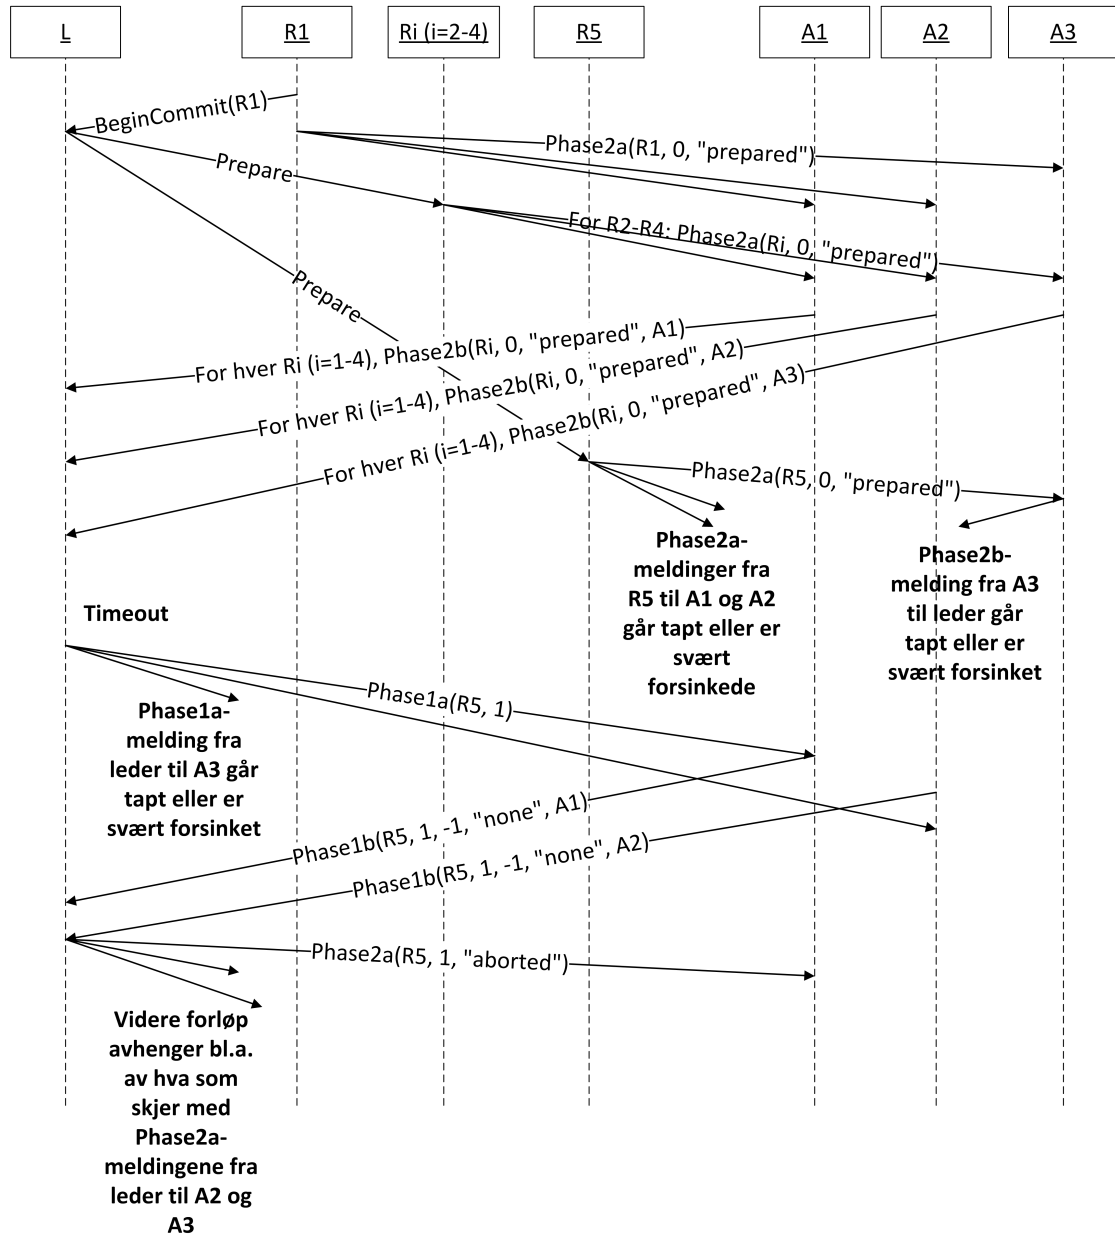 L
R1
Ri (i=2-4)
R5
A1
A2
A3
BeginCommit(R1)
Phase2a(R1, 0, "prepared")
Prepare
For R2-R4: Phase2a(Ri, 0, "prepared")
Prepare
For hver Ri (i=1-4), Phase2b(Ri, 0, "prepared", A1)
For hver Ri (i=1-4), Phase2b(Ri, 0, "prepared", A2)
For hver Ri (i=1-4), Phase2b(Ri, 0, "prepared", A3)
Phase2a(R5, 0, "prepared")
Phase2a-
meldinger fra
R5 til A1 og A2
går tapt eller er
svært
forsinkede
Phase2b-
melding fra A3
til leder går
tapt eller er
svært forsinket
Timeout
Phase1a(R5, 1)
Phase1a-
melding fra
leder til A3 går
tapt eller er
svært forsinket
Phase1b(R5, 1, -1, "none", A1)
Phase1b(R5, 1, -1, "none", A2)
Phase2a(R5, 1, "aborted")
Videre forløp
avhenger bl.a.
av hva som
skjer med
Phase2a-
meldingene fra
leder til A2 og
A3